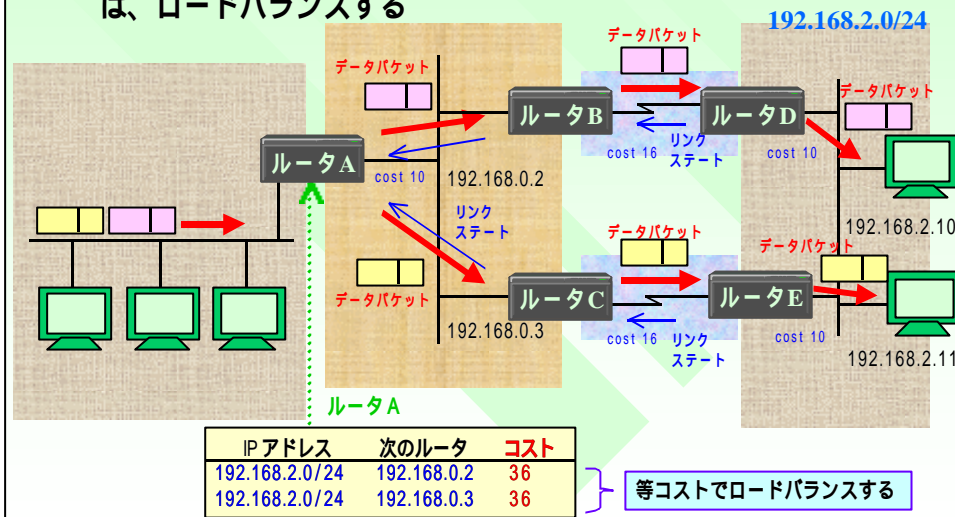 は、ロードバランスする
192.168.2.0/24
データパケット
データパケット
データパケット
ルータB
ルータD
リンク
ステート
cost 16
cost 10
ルータA
cost 10
192.168.0.2
192.168.2.10
リンク
ステート
データパケット
データパケット
データパケット
ルータC
ルータE
192.168.0.3
cost 16
リンク
ステート
cost 10
192.168.2.11
ルータA
IPアドレス 次のルータ コスト
192.168.2.0/24 192.168.0.2 36
192.168.2.0/24 192.168.0.3 36
等コストでロードバランスする